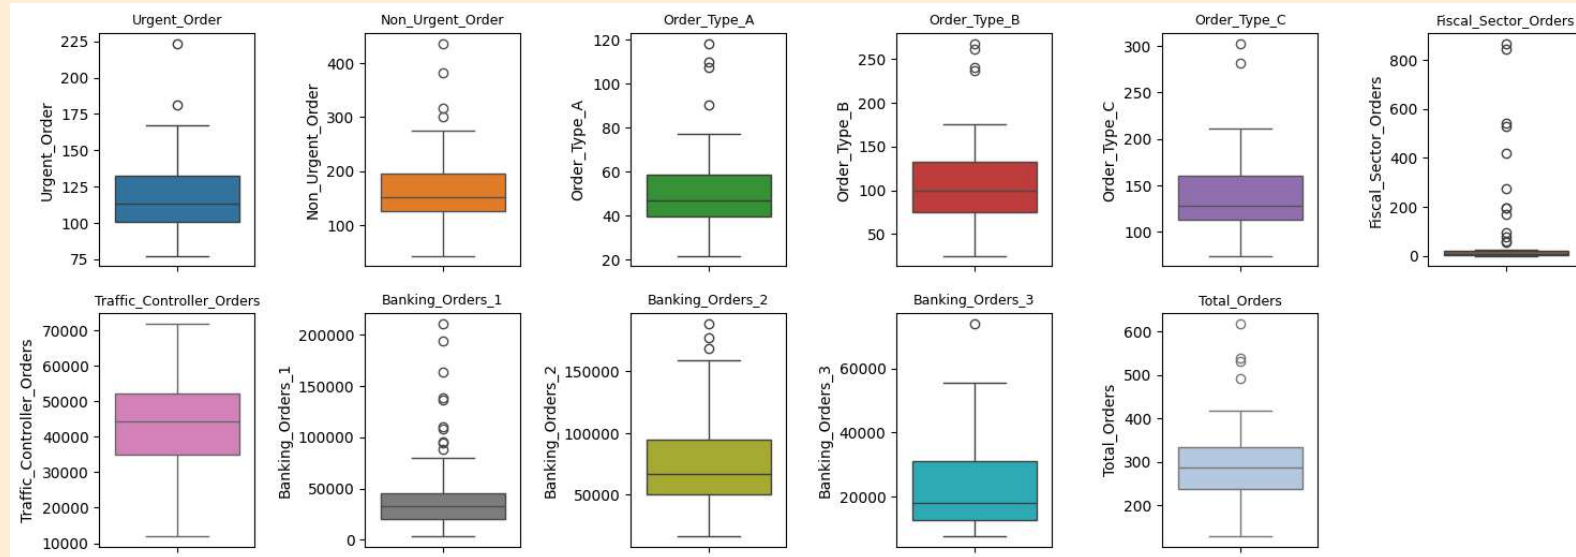 Urgent_Order
Non_Urgent_Order
Order_Type_A
Order_Type_B
Order_Type_C
Fiscal_Sector_Orders
225
200
175
150
125
100
75
Urgent_Order
400
300
200
100
Non_Urgent_Order
120
100
80
60
40
20
Order_Type_A
250
200
150
100
50
Order_Type_B
300
250
200
150
100
Order_Type_C
800
600
400
200
0
Fiscal_Sector_Orders
Traffic_Controller_Orders
Banking_Orders_1
Banking_Orders_2
Banking_Orders_3
Total_Orders
70000
60000
50000
40000
30000
20000
10000
Traffic_Controller_Orders
200000
150000
100000
50000
0
Banking_Orders_1
150000
100000
50000
Banking_Orders_2
60000
40000
20000
Banking_Orders_3
600
500
400
300
200
Total_Orders